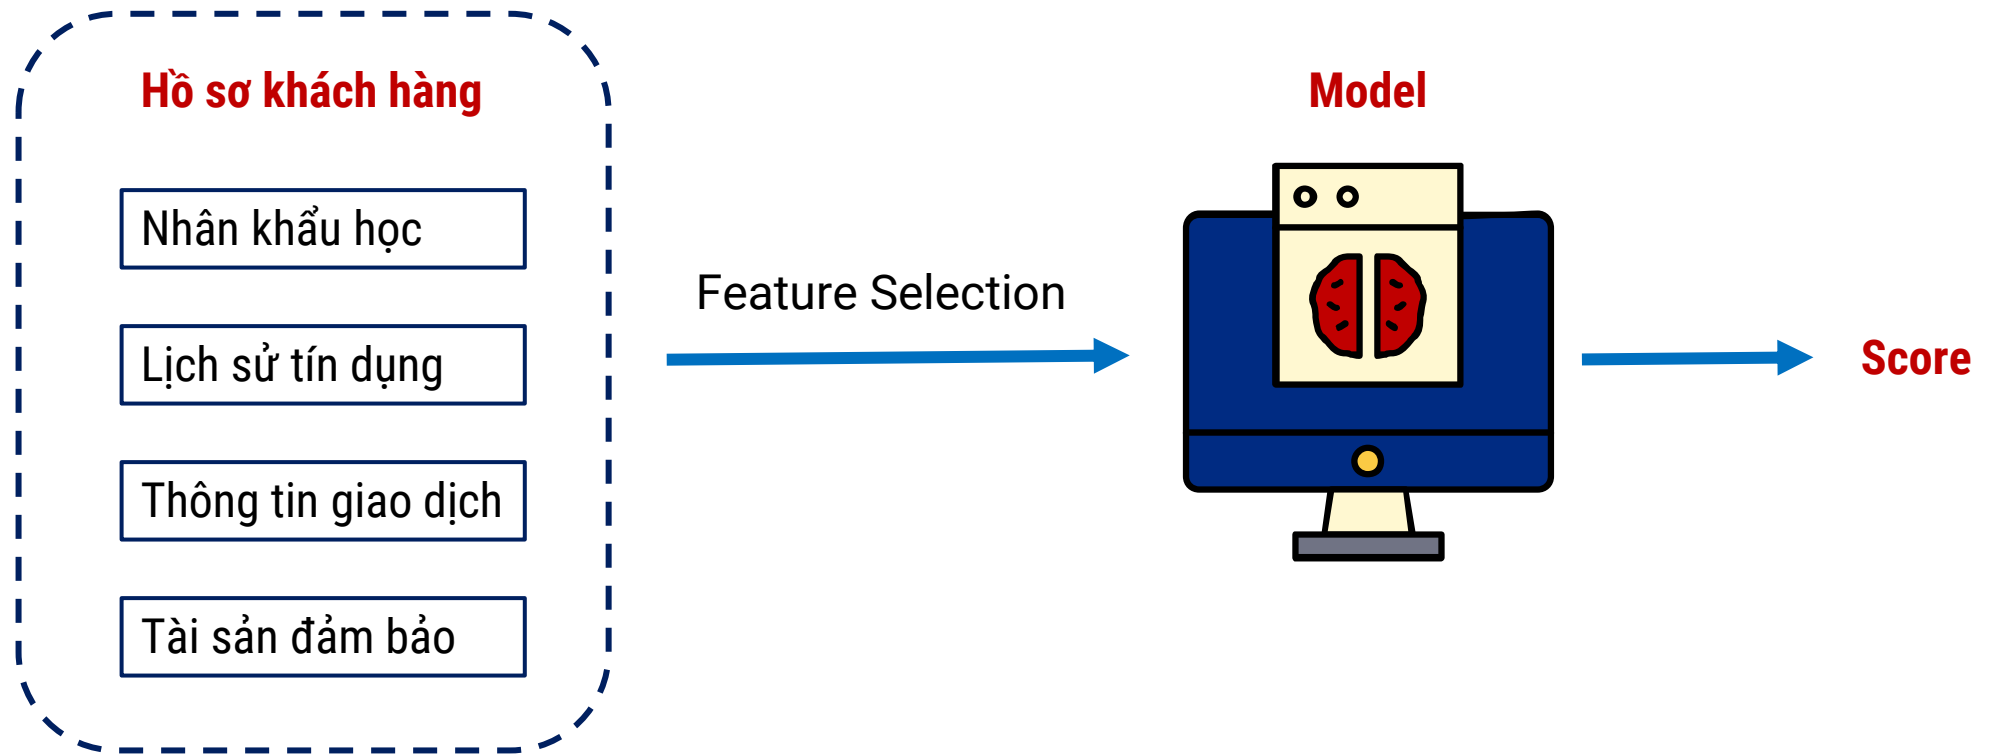 Hồ sơ khách hàng
Nhân khẩu học
Lịch sử tín dụng
Thông tin giao dịch
Tài sản đảm bảo
Feature Selection
Model
Score